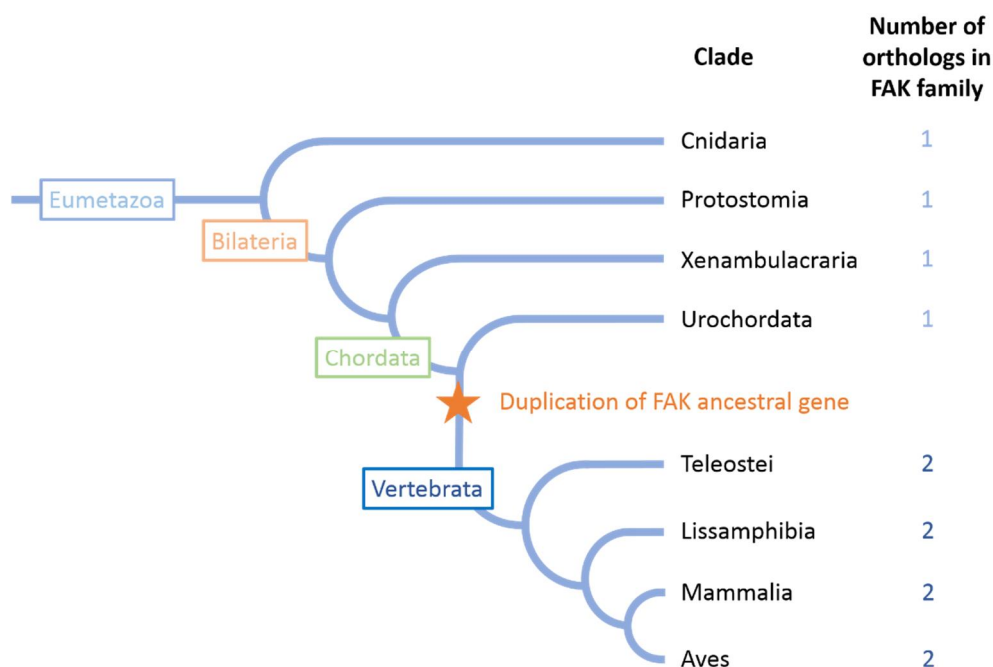 Number of
orthologs in
FAK family
Clade
Cnidaria 1
Eumetazoa
Protostomia 1
Bilateria
Xenambulacraria 1
Urochordata 1
Chordata
Duplication of FAK ancestral gene
Teleostei 2
Vertebrata
Lissamphibia 2
Mammalia 2
Aves 2